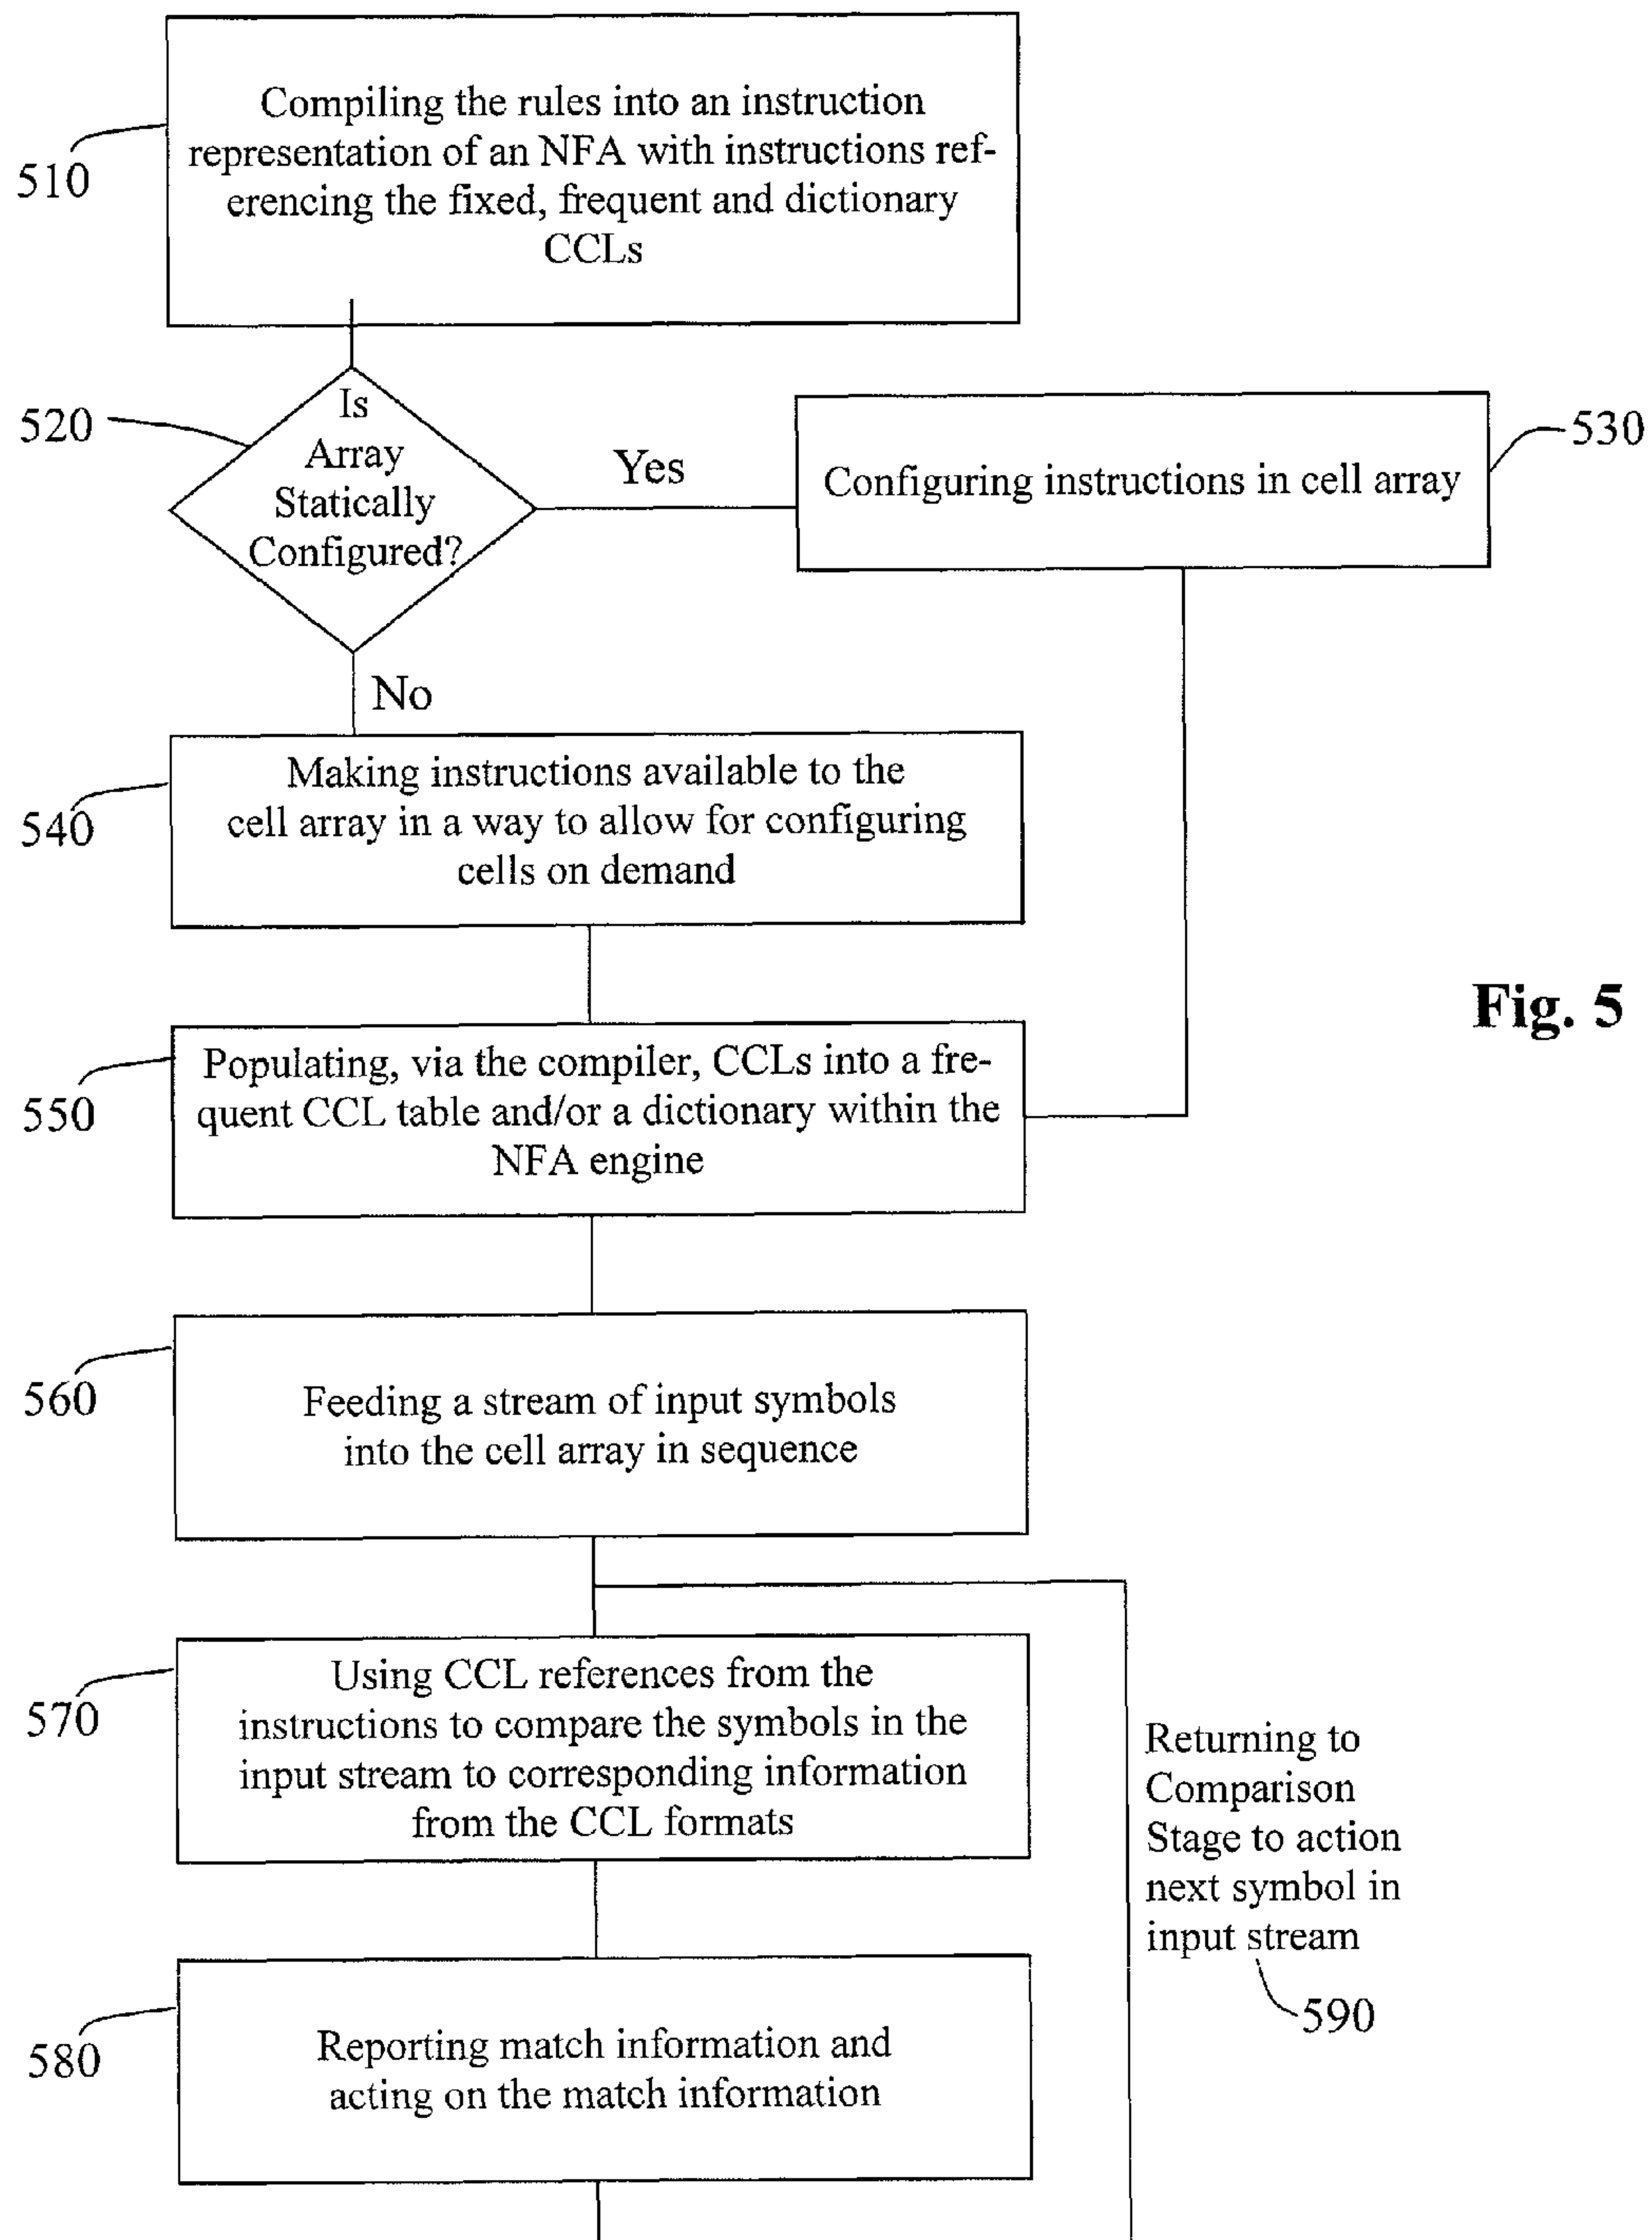 Compiling the rules into an instruction
representation of an NFA with instructions ref-
erencing the fixed, frequent and dictionary
CCLs
510
520
Is
Array
Statically
Configured?
Yes
Configuring instructions in cell array
530
No
Making instructions available to the
cell array in a way to allow for configuring
cells on demand
540
Fig. 5
Populating, via the compiler, CCLs into a fre-
quent CCL table and/or a dictionary within the
NFA engine
550
Feeding a stream of input symbols
into the cell array in sequence
560
Using CCL references from the
instructions to compare the symbols in the
input stream to corresponding information
from the CCL formats
570
Returning to
Comparison
Stage to action
next symbol in
input stream
590
Reporting match information and
acting on the match information
580